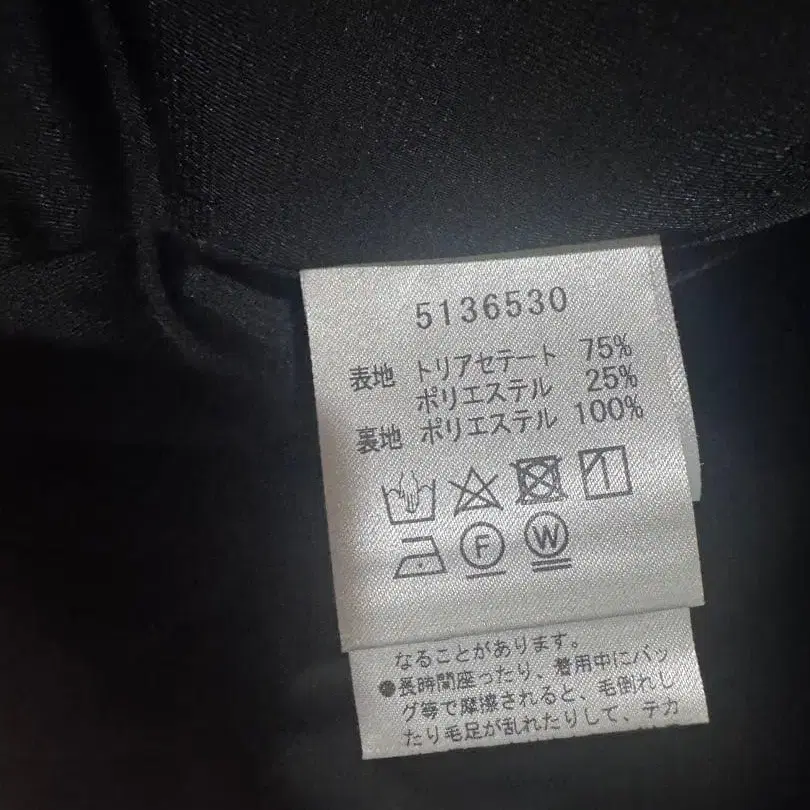 5136530
表地 トリアセテート 75%
ポリエステル 25%
裏地 ポリエステル 100%
F W
なることがあります。
●長時間座ったり、着用中にバッ
グ等で摩擦されると、毛倒れし
たり毛足が乱れたりして、テカ